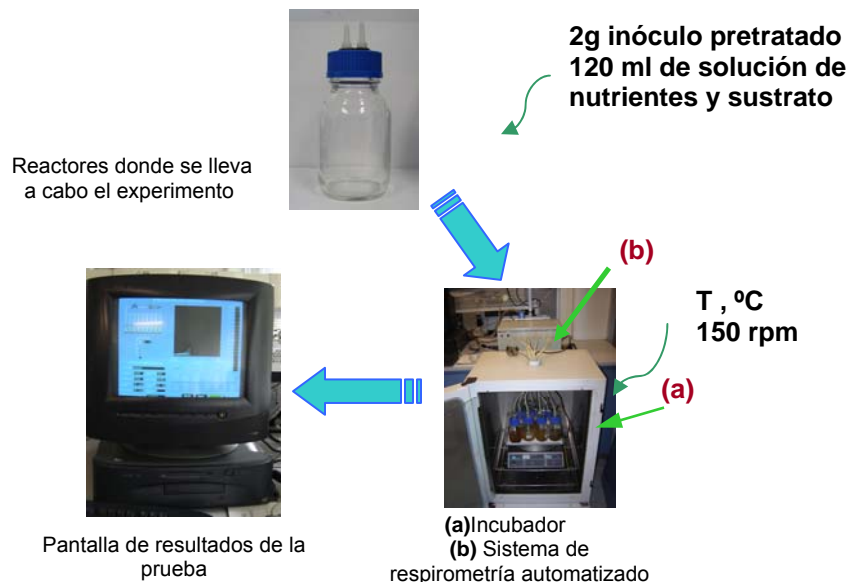 2g inóculo pretratado
120 ml de solución de
nutrientes y sustrato
Reactores donde se lleva
a cabo el experimento
(b)
T , ºC
150 rpm
(a)
(a)Incubador
(b) Sistema de
respirometría automatizado
Pantalla de resultados de la
prueba